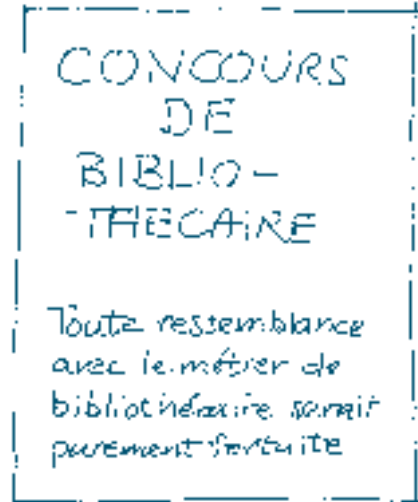 CONCOURS
DE
BIBLIO-
-THECAIRE
Toute ressemblance
avec le métier de
bibliothécaire serait
purement fortuite